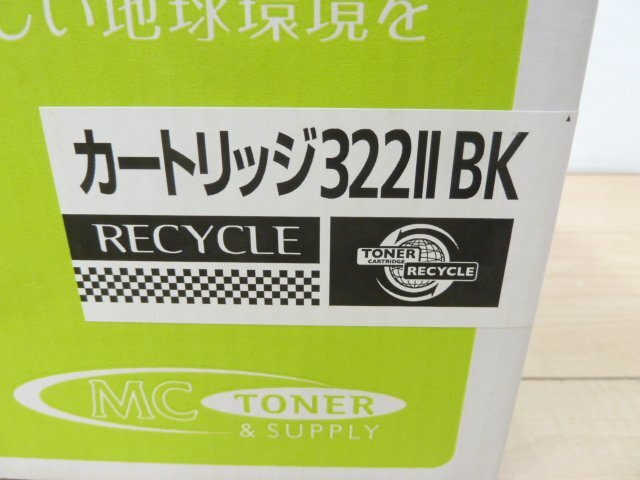 しい地球環境を
カートリッジ322II BK
RECYCLE
TONER
CARTRIDGE
RECYCLE
MC TONER
& SUPPLY